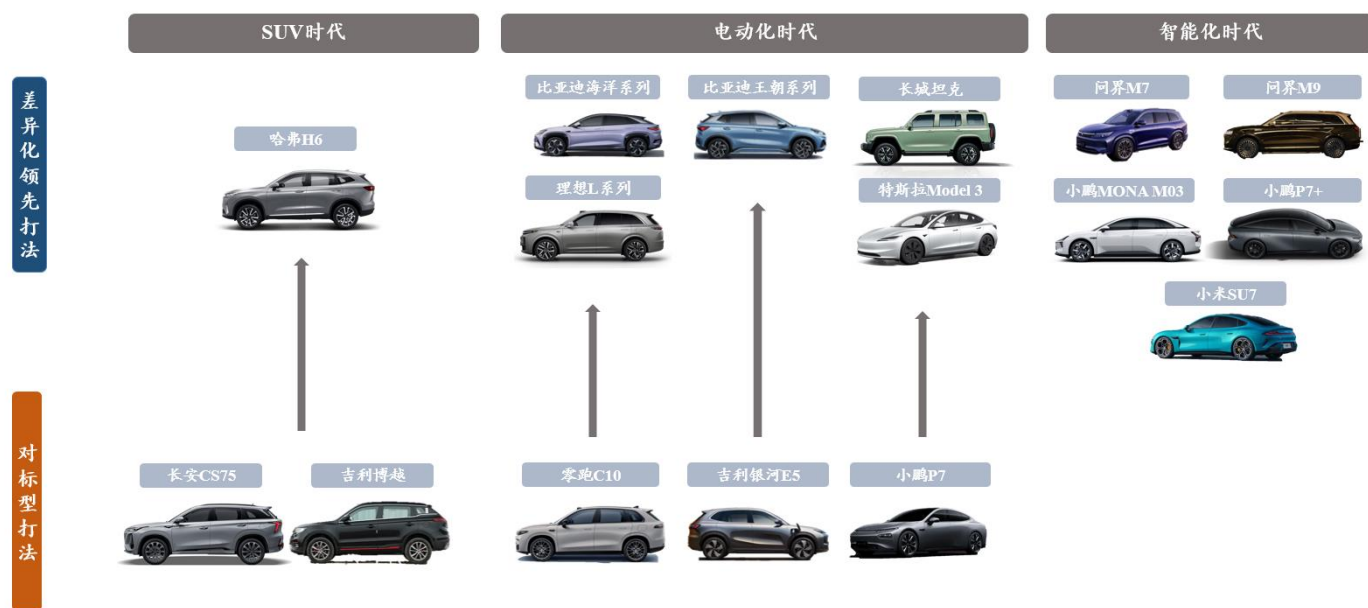 SUV时代
电动化时代
智能化时代
差异化领先打法
哈弗H6
比亚迪海洋系列
比亚迪王朝系列
长城坦克
问界M7
问界M9
理想L系列
特斯拉Model 3
小鹏MONA M03
小鹏P7+
小米SU7
对标型打法
长安CS75
吉利博越
零跑C10
吉利银河E5
小鹏P7